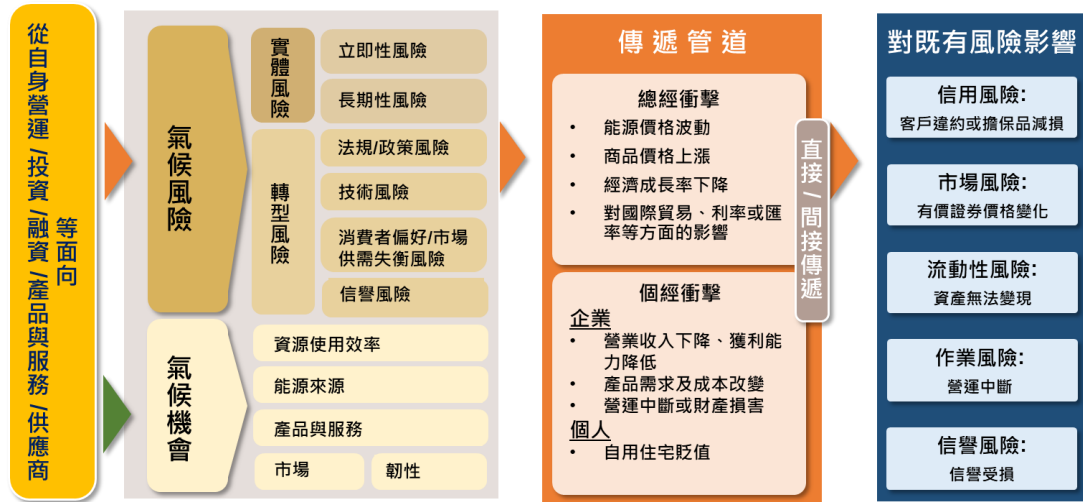 從自身營運/投資/融資/產品與服務/供應商
等面向
氣候風險
實體風險
立即性風險
長期性風險
轉型風險
法規/政策風險
技術風險
消費者偏好/市場
供需失衡風險
信譽風險
氣候機會
資源使用效率
能源來源
產品與服務
市場
韌性
傳遞管道
總經衝擊
• 能源價格波動
• 商品價格上漲
• 經濟成長率下降
• 對國際貿易、利率或匯
率等方面的影響
個經衝擊
企業
• 營業收入下降、獲利能
力降低
• 產品需求及成本改變
• 營運中斷或財產損害
個人
• 自用住宅貶值
直接/間接傳遞
對既有風險影響
信用風險:
客戶違約或擔保品減損
市場風險:
有價證券價格變化
流動性風險:
資產無法變現
作業風險:
營運中斷
信譽風險:
信譽受損